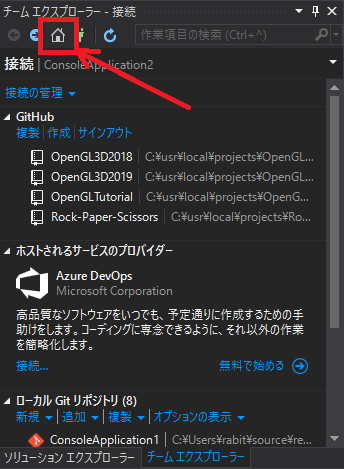 チーム エクスプローラー - 接続
作業項目の検索 (Ctrl+^)
接続 | ConsoleApplication2
接続の管理
GitHub
複製 | 作成 | サインアウト
OpenGL3D2018 | C:¥usr¥local¥projects¥OpenGL...
OpenGL3D2019 | C:¥usr¥local¥projects¥OpenGL...
OpenGLTutorial | C:¥usr¥local¥projects¥OpenGL...
Rock-Paper-Scissors | C:¥usr¥local¥projects¥Ro...
ホストされるサービスのプロバイダー
Azure DevOps
Microsoft Corporation
高品質なソフトウェアをいつでも、予定通りに作成するための手
助けをします。コーディングに専念できるように、それ以外の作業
を簡略化します。
接続... 無料で始める
ローカル Git リポジトリ (8)
新規 | 追加 | 複製 | オプションの表示
ConsoleApplication1 | C:¥Users¥rabit¥source¥re...
ソリューション エクスプローラー チーム エクスプローラー